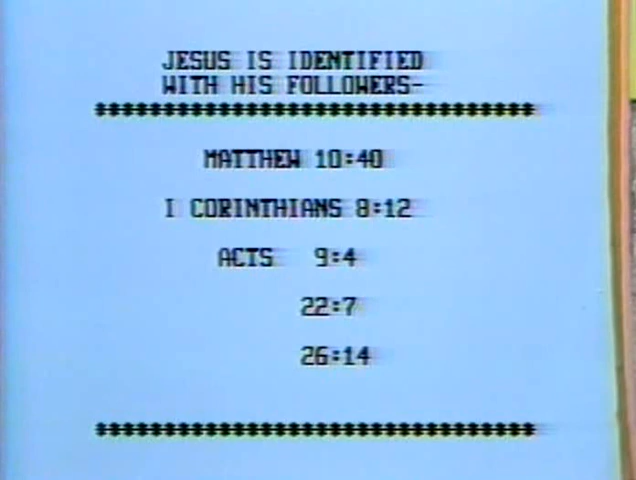 JESUS IS IDENTIFIED
WITH HIS FOLLOWERS-
********************************
MATTHEW 10:40
I CORINTHIANS 8:12
ACTS 9:4
22:7
26:14
********************************